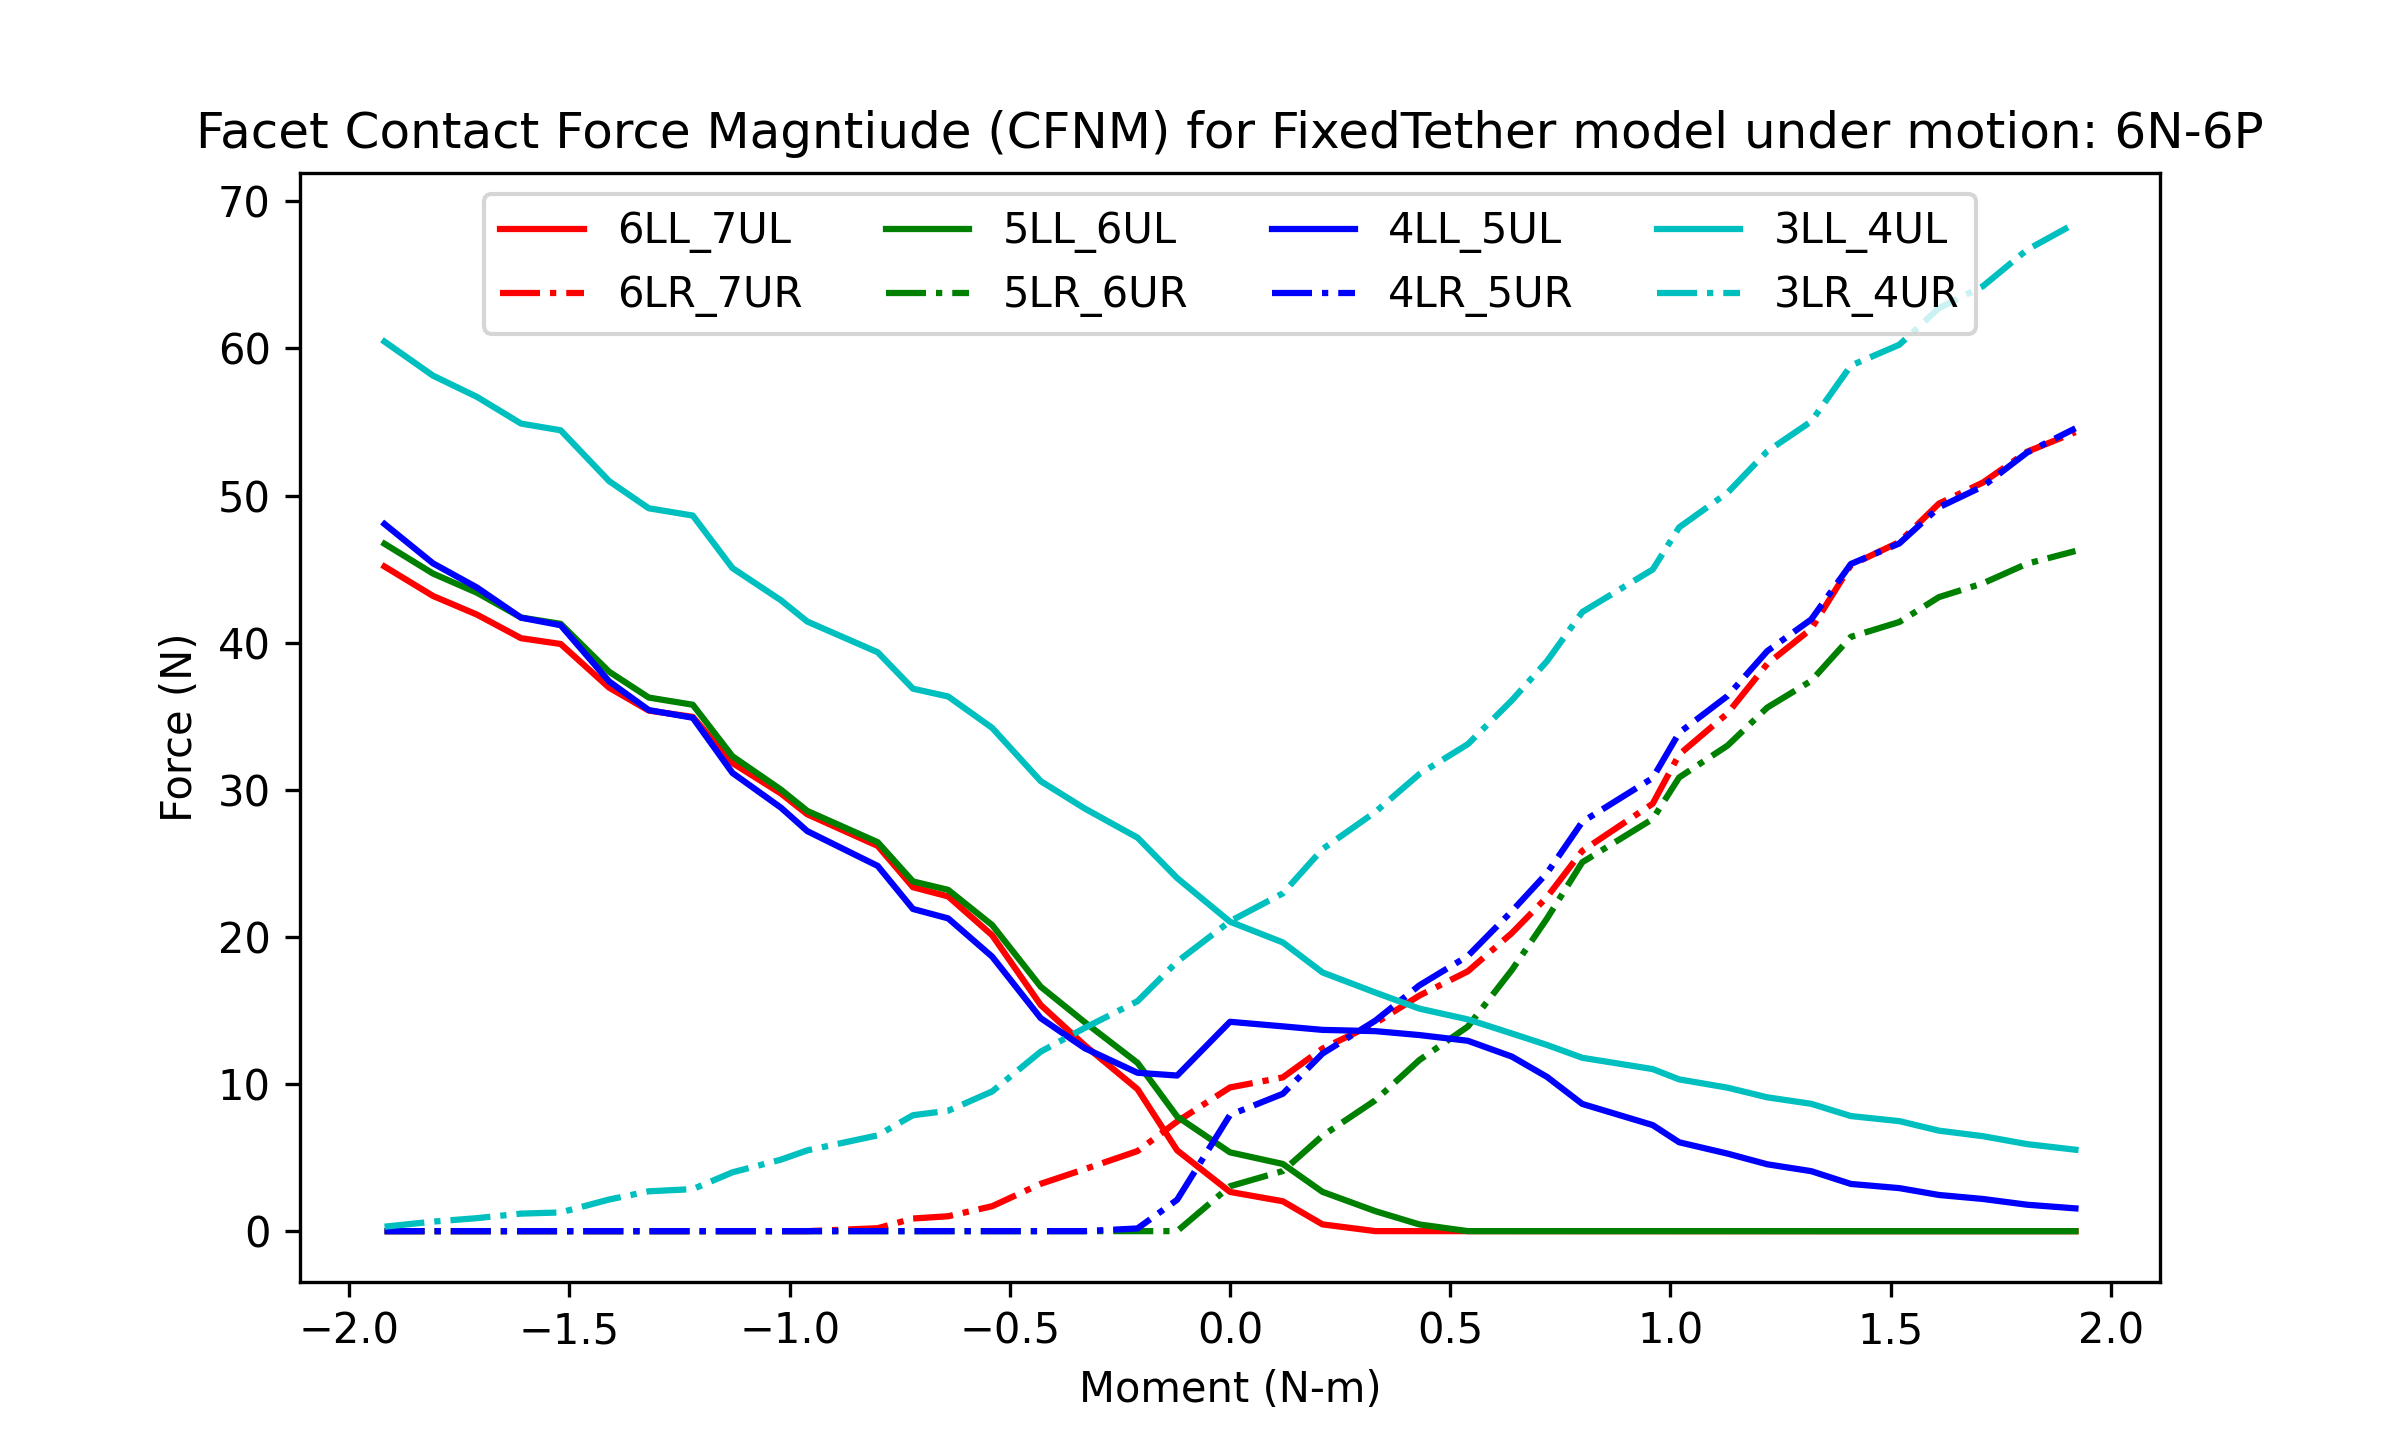 Facet Contact Force Magntiude (CFNM) for FixedTether model under motion: 6N-6P
6LL_7UL 5LL_6UL 4LL_5UL 3LL_4UL
6LR_7UR 5LR_6UR 4LR_5UR 3LR_4UR
70
60
50
40
30
20
10
0
Force (N)
−2.0 −1.5 −1.0 −0.5 0.0 0.5 1.0 1.5 2.0
Moment (N-m)